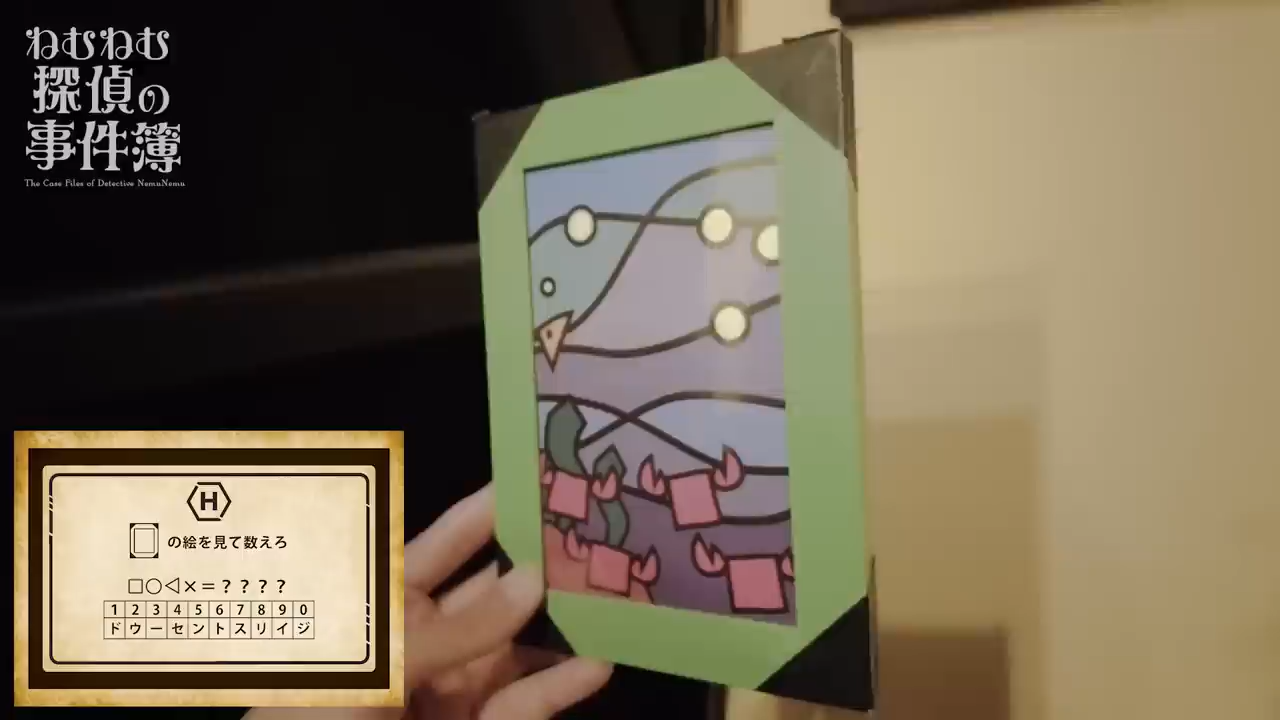 ねむねむ
探偵の
事件簿
The Case Files of Detective NemuNemu
H
の絵を見て数えろ
□○◁×=????
1 2 3 4 5 6 7 8 9 0
ド ウ ー セ ン ト ス リ イ ジ